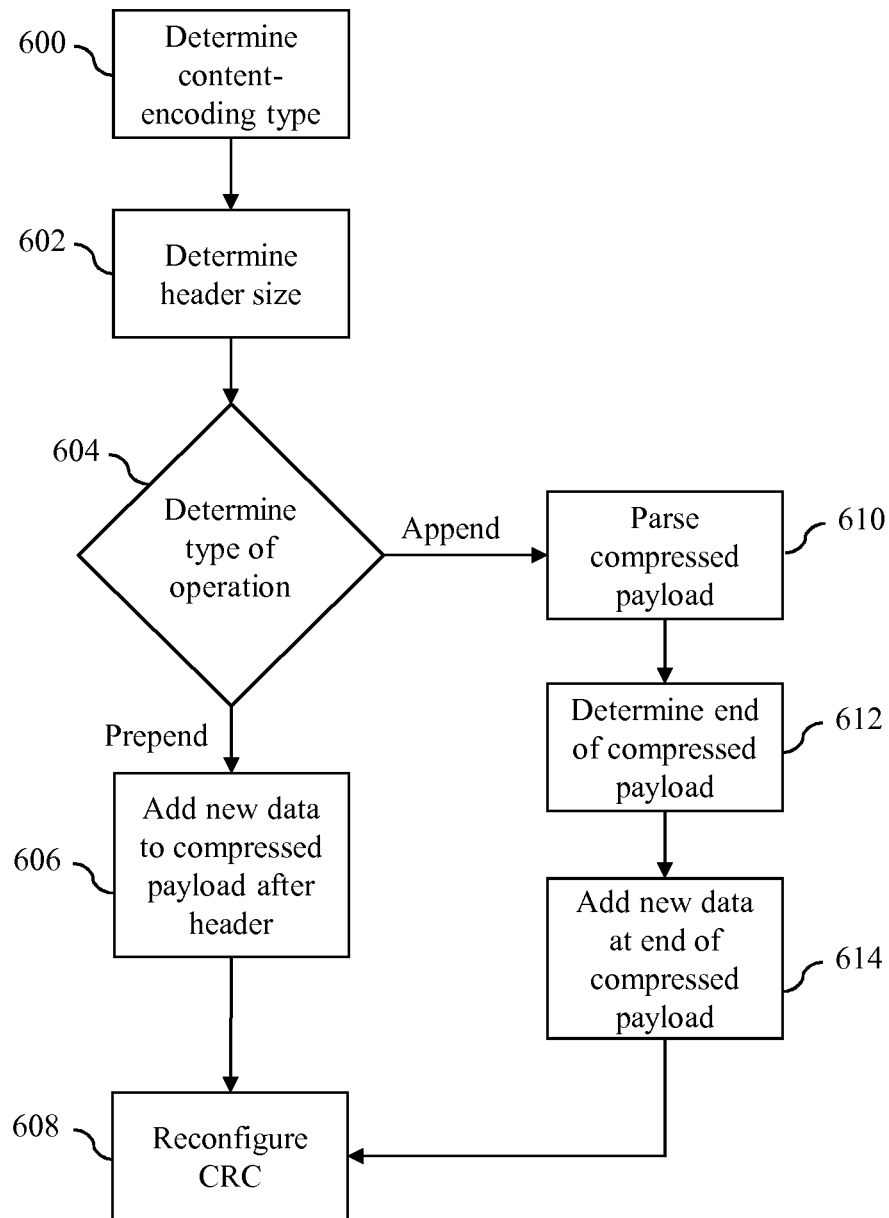 600
Determine
content-
encoding type
602
Determine
header size
604
Determine
type of
operation
Append
Parse
compressed
payload
610
Prepend
Determine end
of compressed
payload
612
606
Add new data
to compressed
payload after
header
Add new data
at end of
compressed
payload
614
608
Reconfigure
CRC